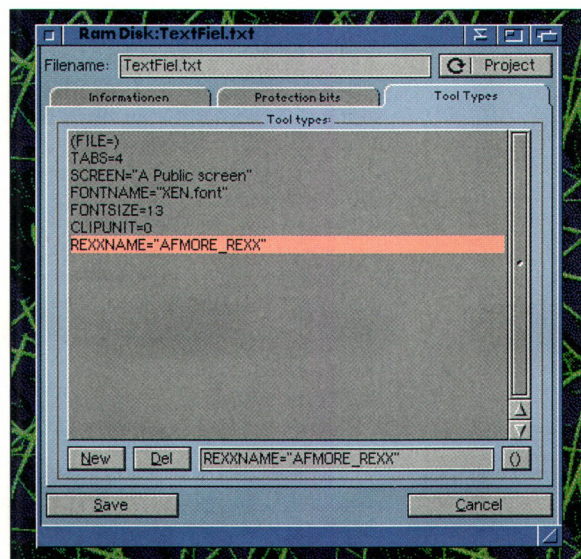 Ram Disk:TextFiel.txt
Filename: TextFiel.txt Project
Informationen Protection bits Tool Types
Tool types:
(FILE=)
TABS=4
SCREEN="A Public screen"
FONTNAME="XEN.font"
FONTSIZE=13
CLIPUNIT=0
REXXNAME="AFMORE_REXX"
New Del REXXNAME="AFMORE_REXX" ()
Save Cancel